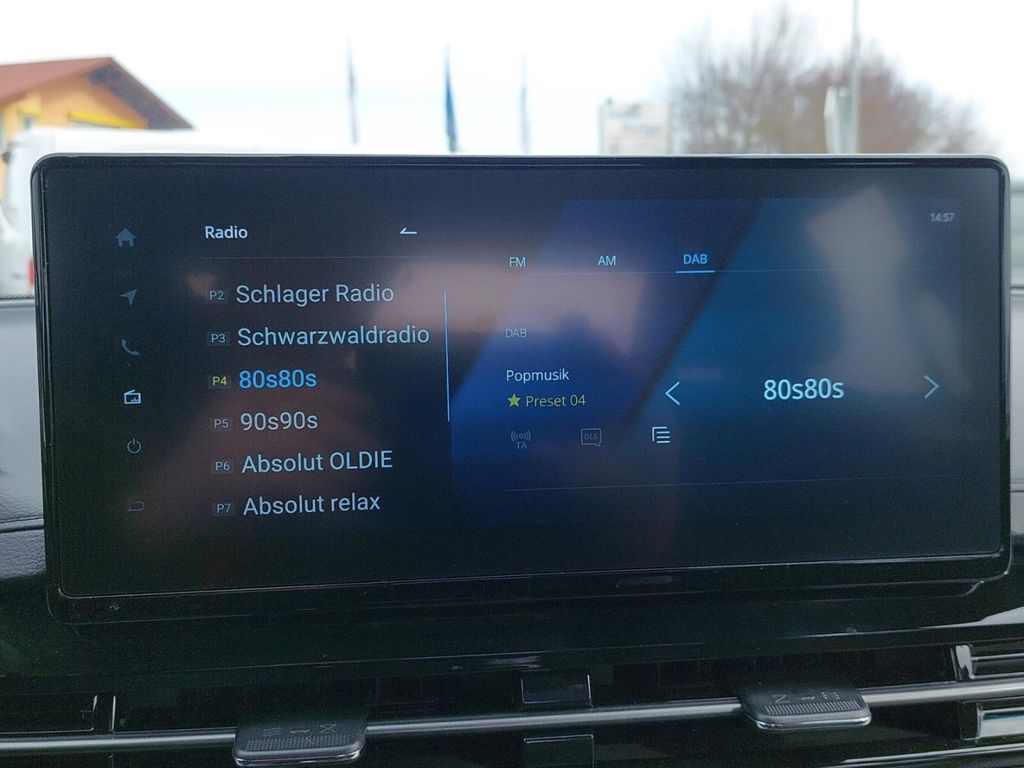 Radio
14:57
FM AM DAB
P2 Schlager Radio
P3 Schwarzwaldradio
P4 80s80s
P5 90s90s
P6 Absolut OLDIE
P7 Absolut relax
DAB
Popmusik
Preset 04
80s80s
TA
DLS